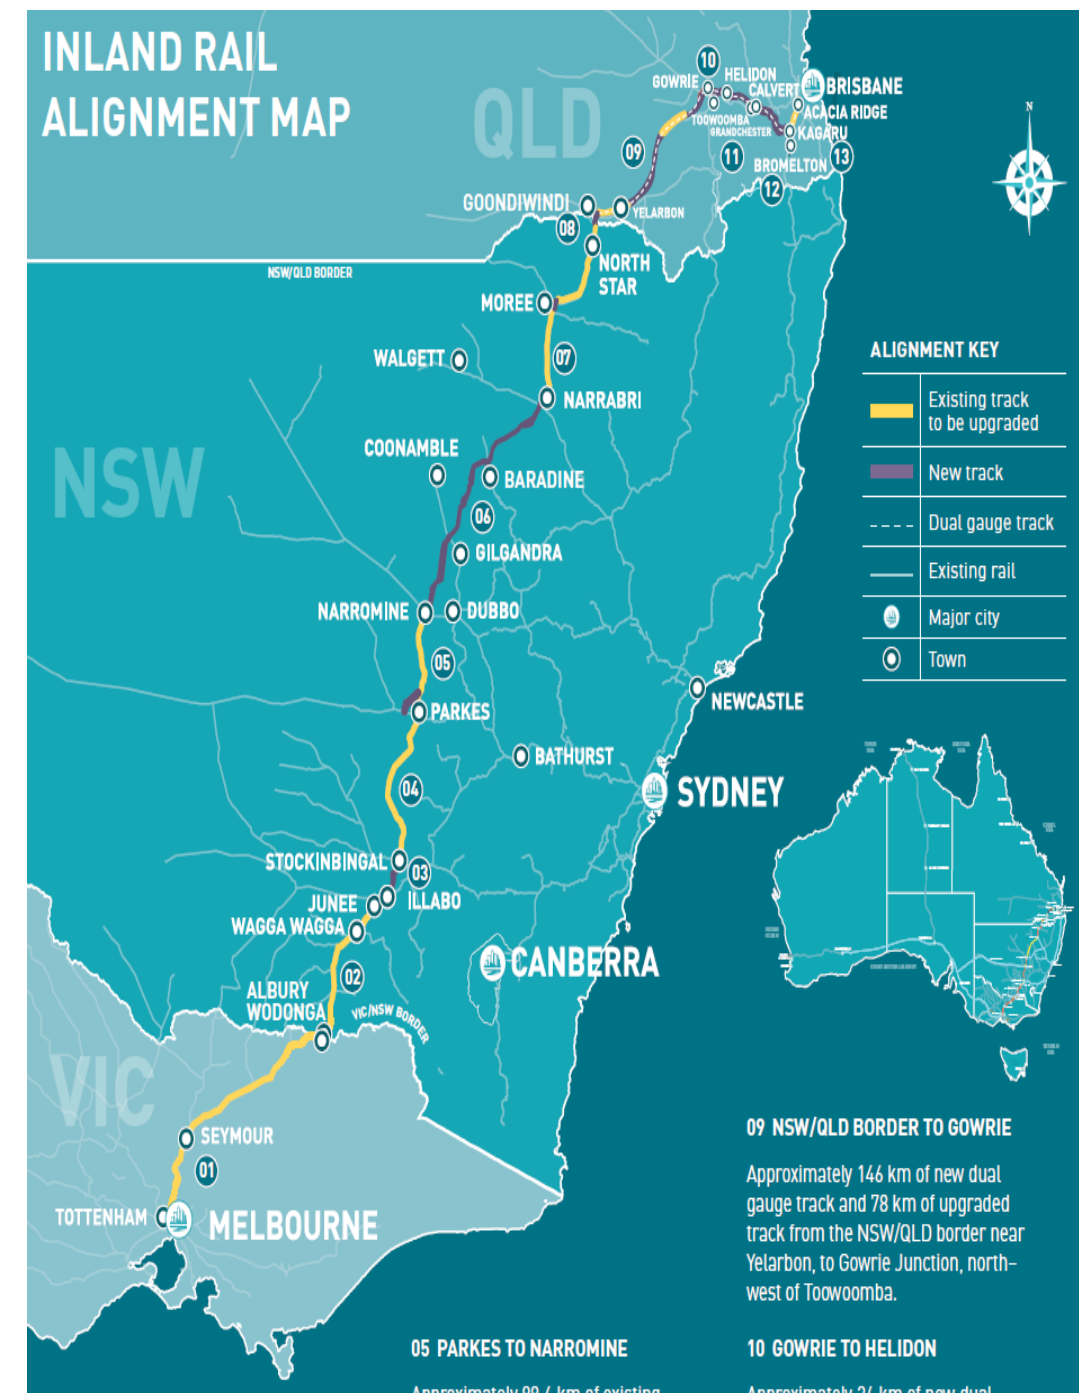 INLAND RAIL
ALIGNMENT MAP
QLD
10
GOWRIE
HELIDON
CALVERT
BRISBANE
ACACIA RIDGE
TOOWOOMBA
GRANDCHESTER
KAGARU
N
09
11
BROMELTON
13
12
GOONDIWINDI
YELARBON
08
NORTH
STAR
NSW/QLD BORDER
MOREE
WALGETT
07
NARRABRI
COONAMBLE
NSW
BARADINE
06
GILGANDRA
NARROMINE
DUBBO
05
PARKES
NEWCASTLE
BATHURST
04
SYDNEY
STOCKINBINGAL
03
JUNEE
ILLABO
WAGGA WAGGA
CANBERRA
02
ALBURY
WODONGA
VIC/NSW BORDER
VIC
SEYMOUR
01
TOTTENHAM
MELBOURNE
ALIGNMENT KEY
Existing track
to be upgraded
New track
Dual gauge track
Existing rail
Major city
Town
05 PARKES TO NARROMINE
09 NSW/QLD BORDER TO GOWRIE
Approximately 146 km of new dual
gauge track and 78 km of upgraded
track from the NSW/QLD border near
Yelarbon, to Gowrie Junction, north–
west of Toowoomba.
10 GOWRIE TO HELIDON